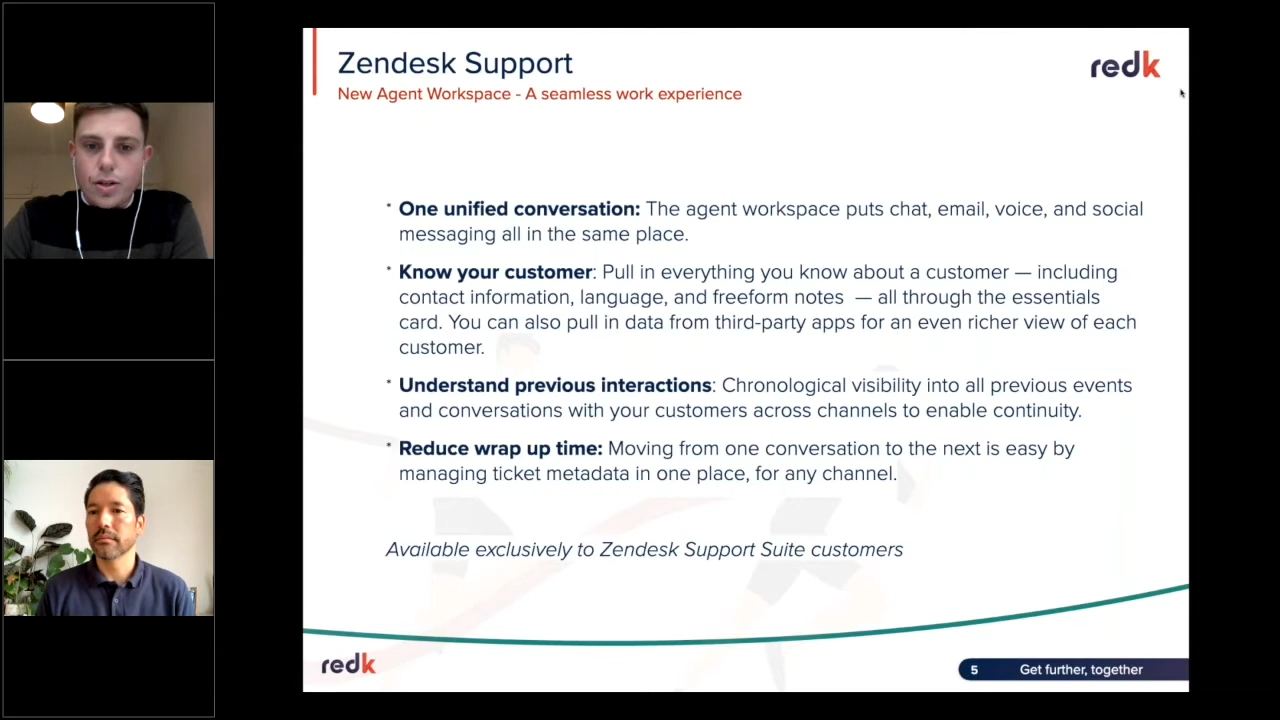 Zendesk Support
New Agent Workspace - A seamless work experience
redk
* One unified conversation: The agent workspace puts chat, email, voice, and social
messaging all in the same place.
* Know your customer: Pull in everything you know about a customer — including
contact information, language, and freeform notes — all through the essentials
card. You can also pull in data from third-party apps for an even richer view of each
customer.
* Understand previous interactions: Chronological visibility into all previous events
and conversations with your customers across channels to enable continuity.
* Reduce wrap up time: Moving from one conversation to the next is easy by
managing ticket metadata in one place, for any channel.
Available exclusively to Zendesk Support Suite customers
redk
5 Get further, together